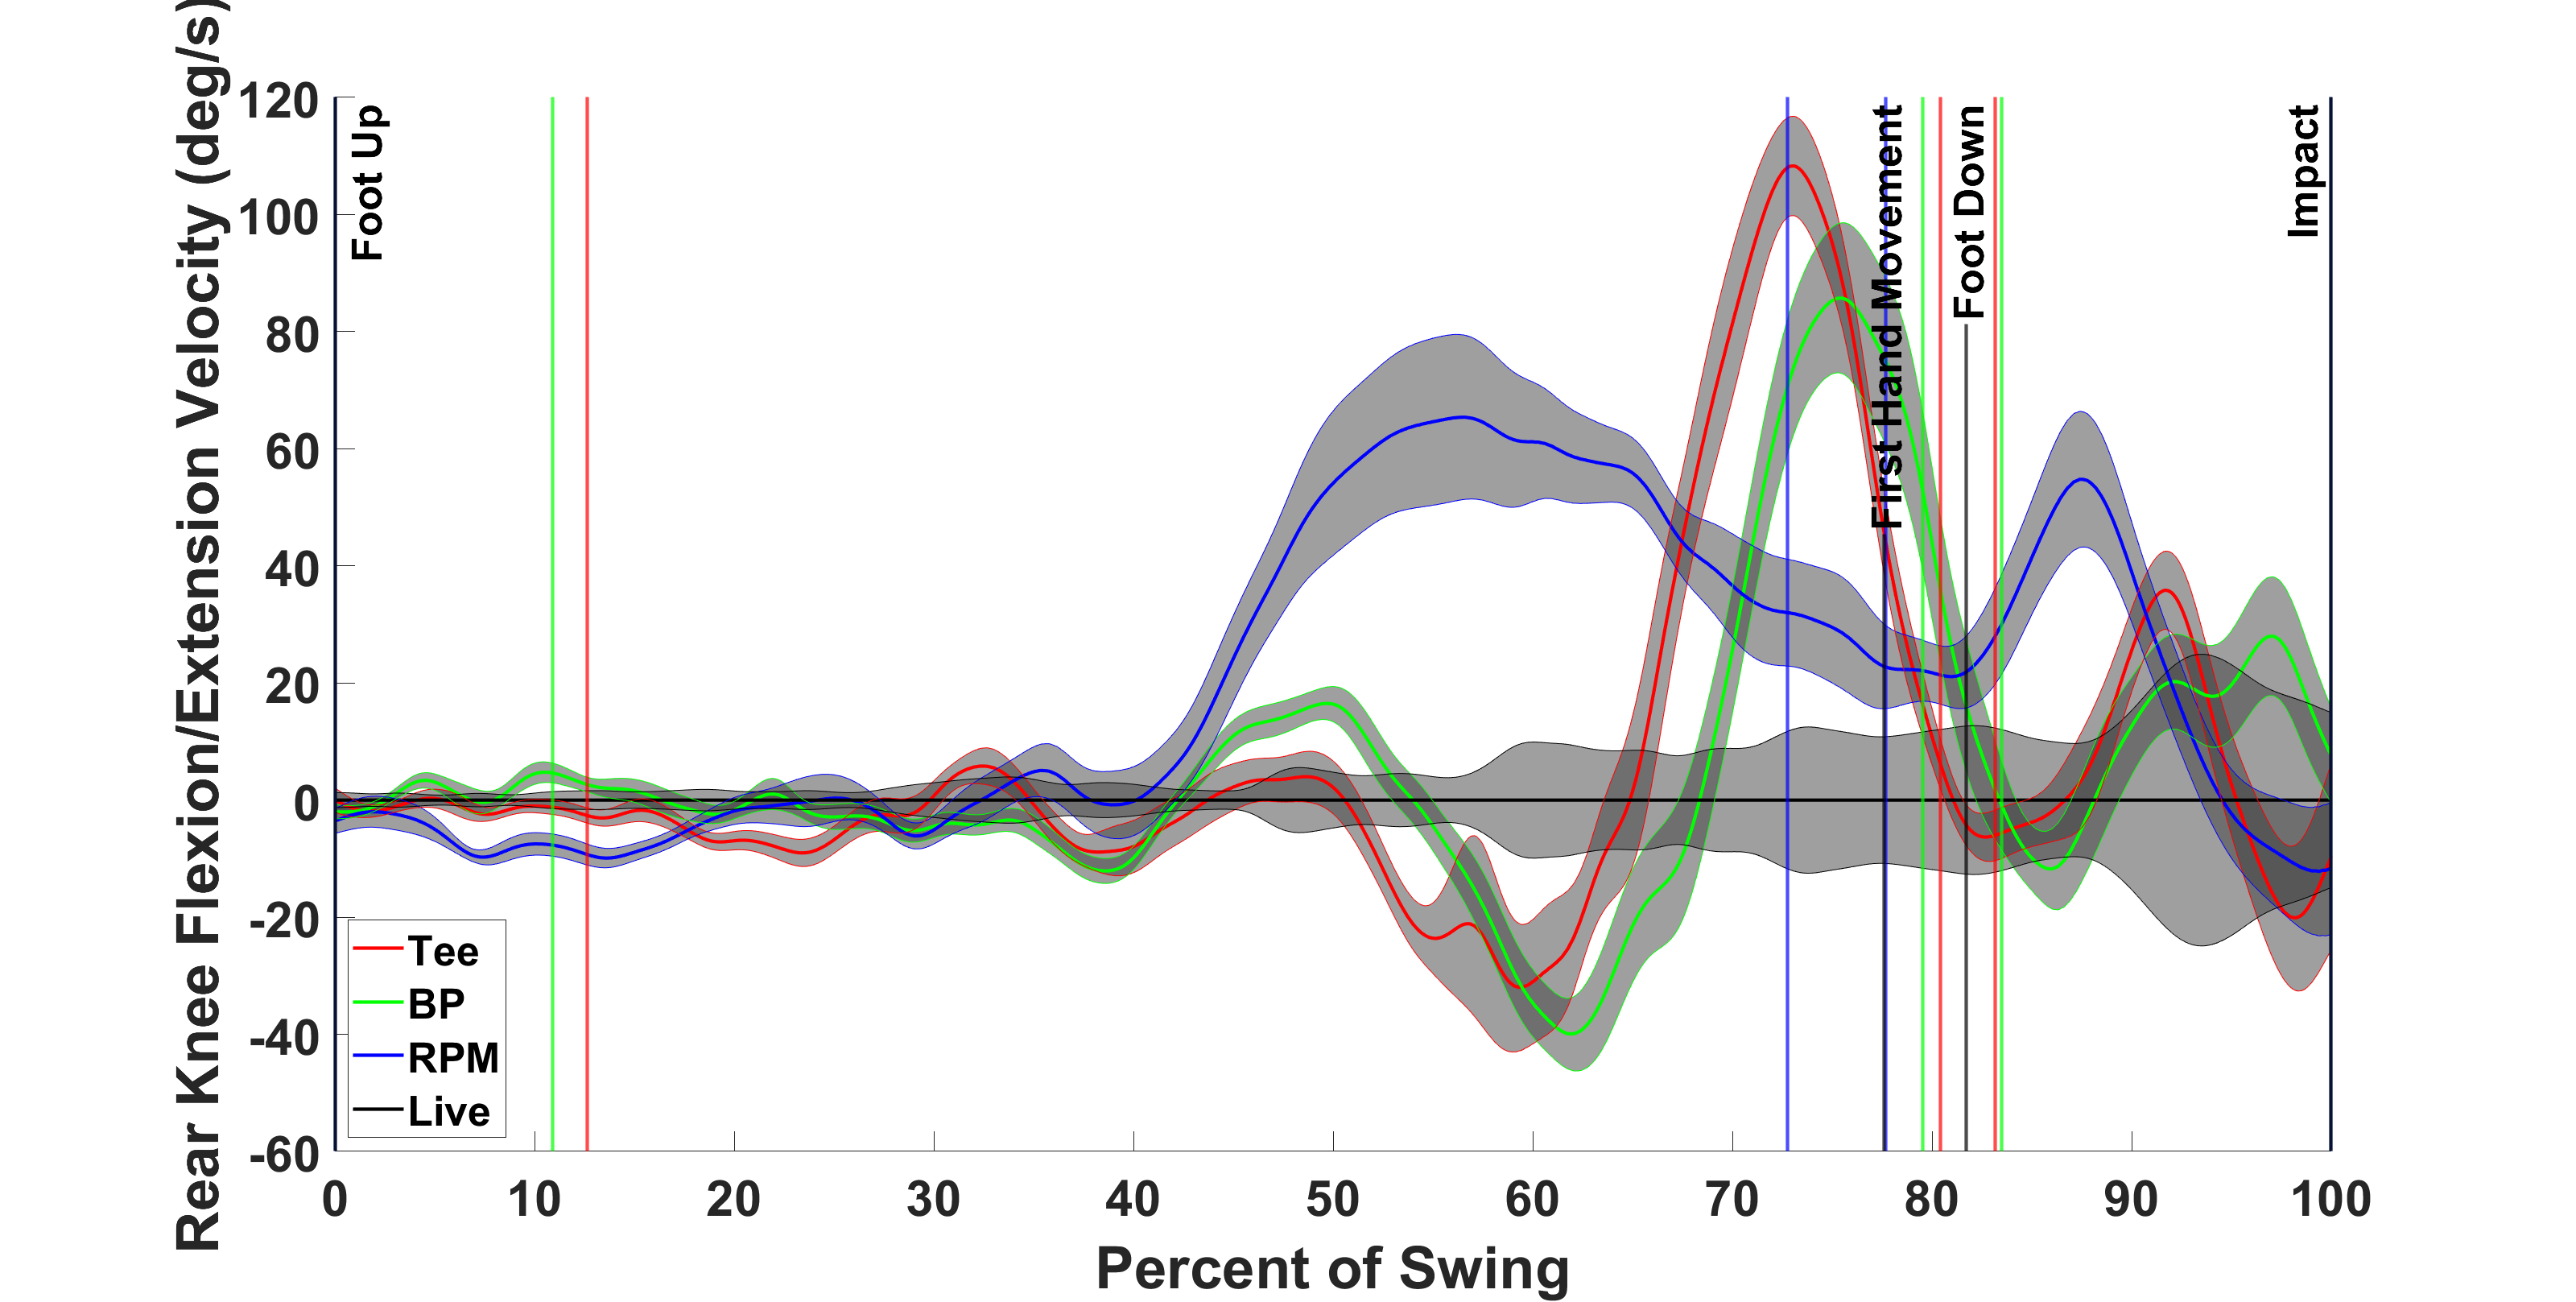 Rear Knee Flexion/Extension Velocity (deg/s)
120
100
80
60
40
20
0
-20
-40
-60
Foot Up
First Hand Movement
Foot Down
Impact
Tee
BP
RPM
Live
0 10 20 30 40 50 60 70 80 90 100
Percent of Swing